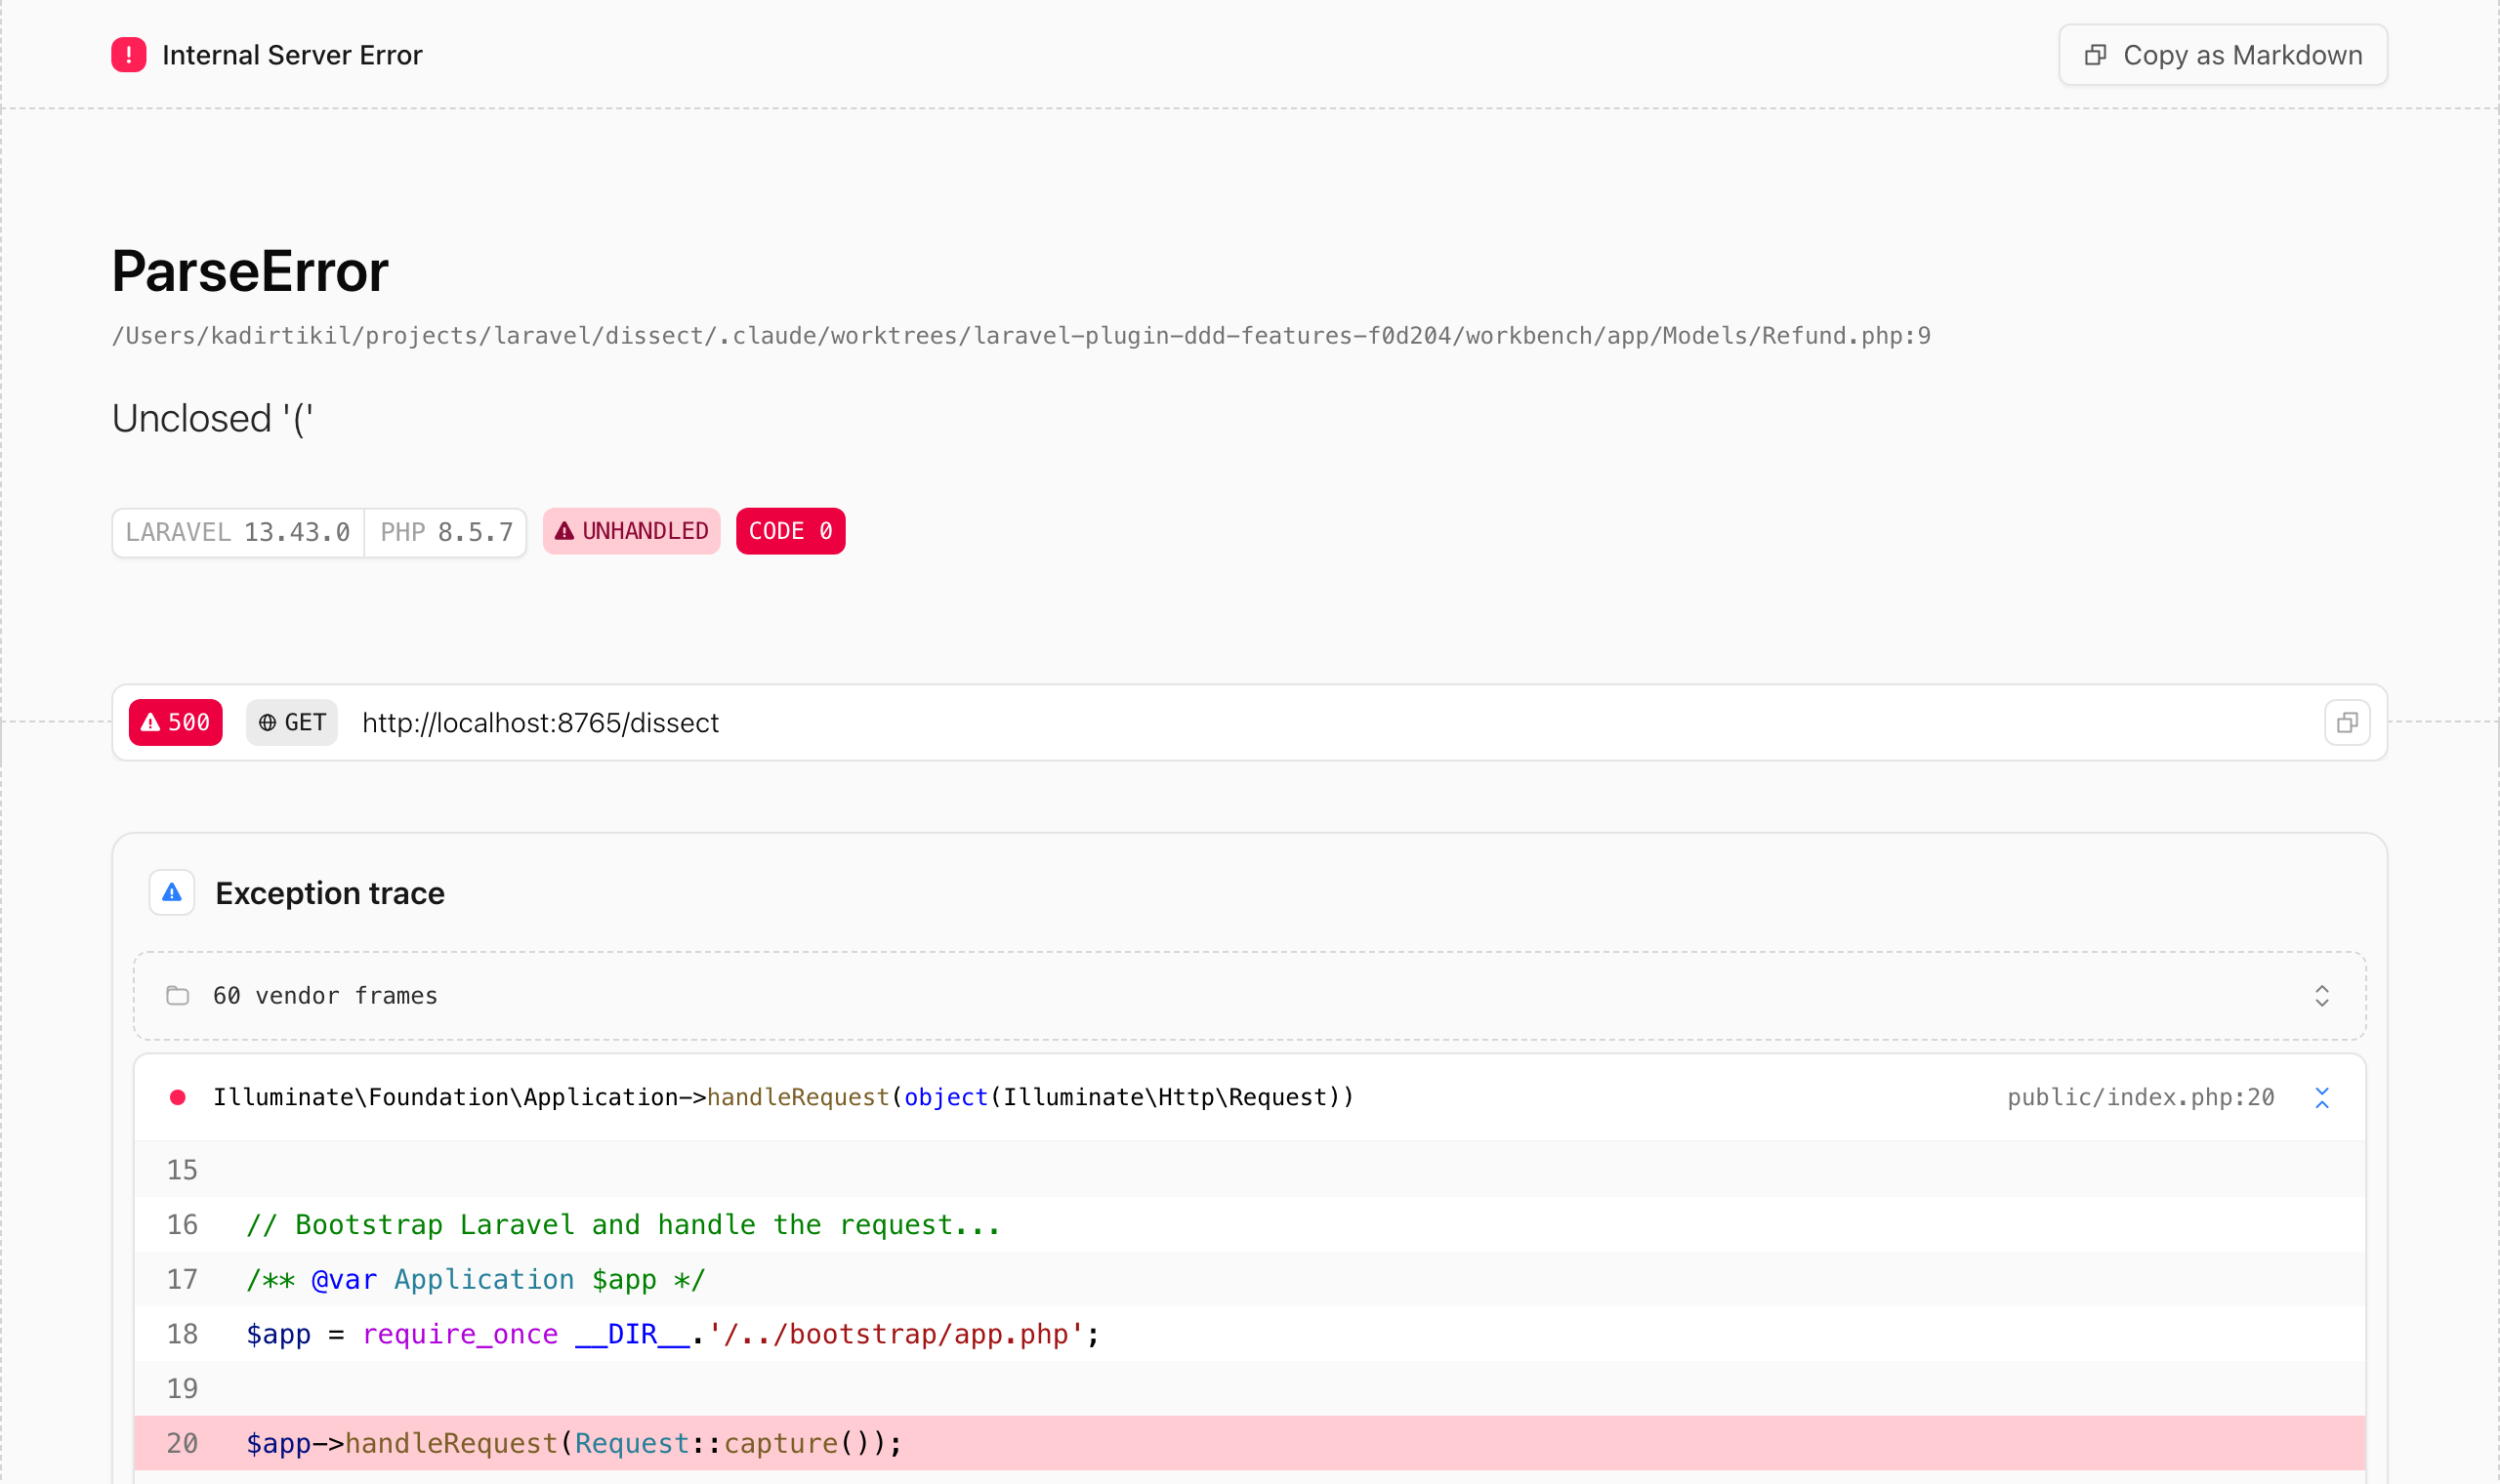 Internal Server Error
Copy as Markdown
ParseError
/Users/kadirtikil/projects/laravel/dissect/.claude/worktrees/laravel-plugin-ddd-features-f0d204/workbench/app/Models/Refund.php:9
Unclosed '('
LARAVEL 13.43.0 PHP 8.5.7 UNHANDLED CODE 0
500 GET http://localhost:8765/dissect
Exception trace
60 vendor frames
Illuminate\Foundation\Application->handleRequest(object(Illuminate\Http\Request)) public/index.php:20
15
16 // Bootstrap Laravel and handle the request...
17 /** @var Application $app */
18 $app = require_once __DIR__.'/../bootstrap/app.php';
19
20 $app->handleRequest(Request::capture());